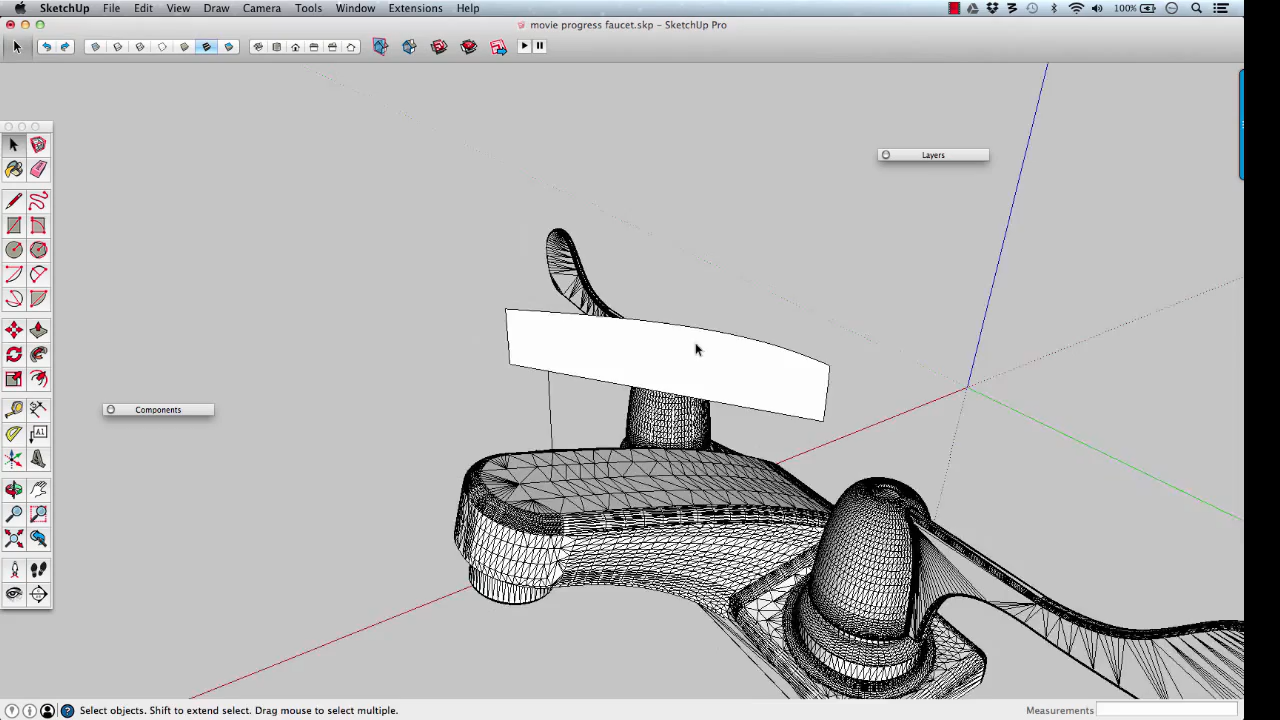 SketchUp File Edit View Draw Camera Tools Window Extensions Help 100%
movie progress faucet.skp - SketchUp Pro
Layers
Components
A1
Select objects. Shift to extend select. Drag mouse to select multiple. Measurements